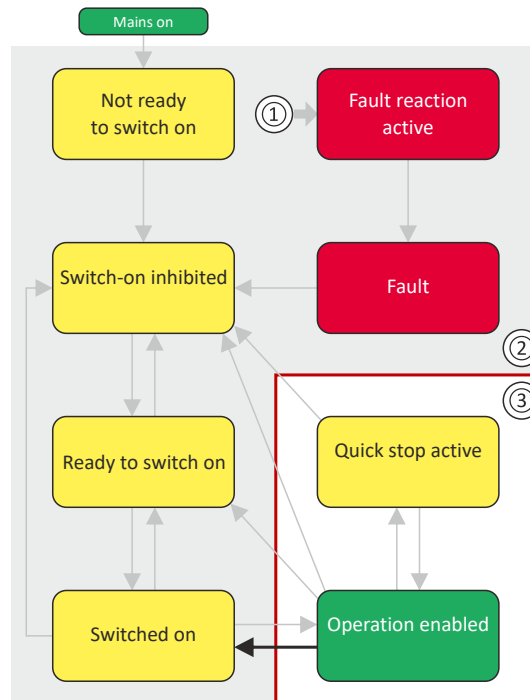 Mains on
Not ready
to switch on
①
Fault reaction
active
Switch-on inhibited
Fault
②
③
Ready to switch on
Quick stop active
Switched on
Operation enabled